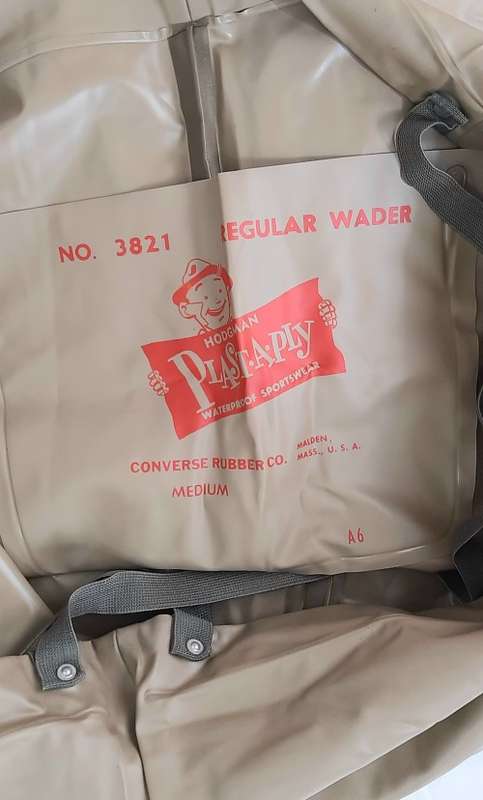 NO. 3821 REGULAR WADER
HODGMAN
PLAST·A·PLY
WATERPROOF SPORTSWEAR
CONVERSE RUBBER CO. MALDEN,
MASS., U. S. A.
MEDIUM
A6